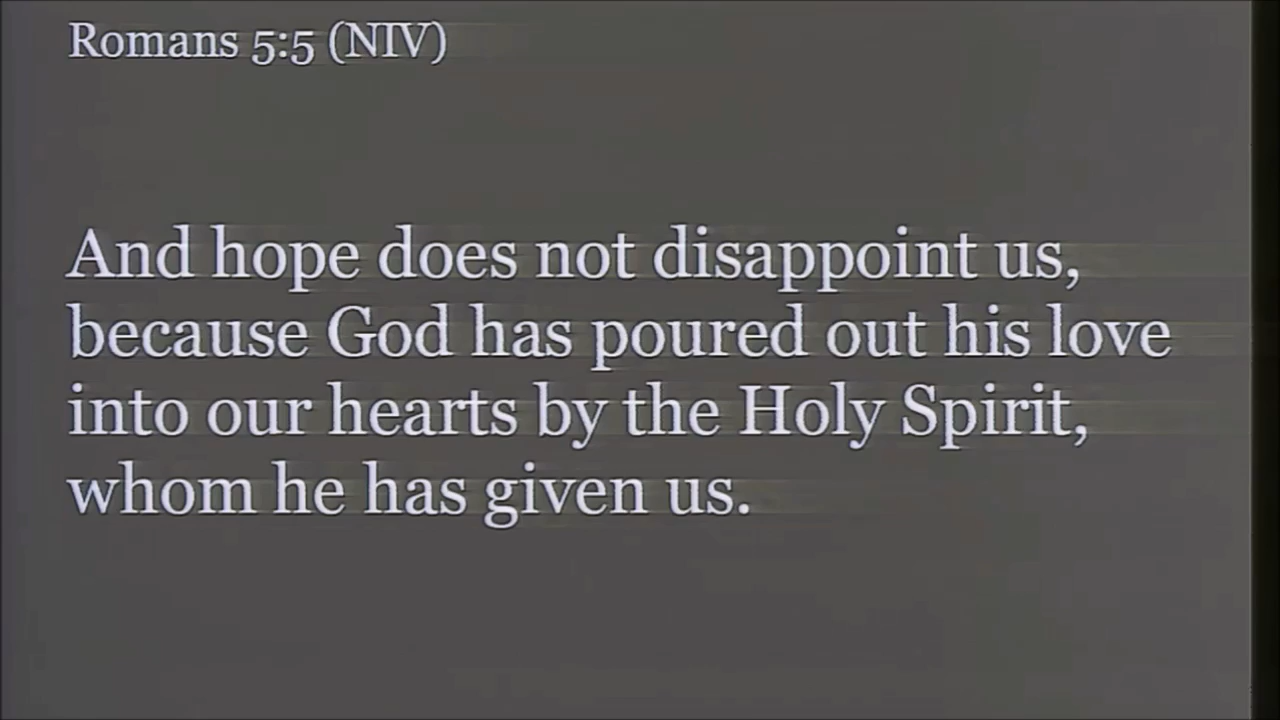 Romans 5:5 (NIV)
And hope does not disappoint us,
because God has poured out his love
into our hearts by the Holy Spirit,
whom he has given us.